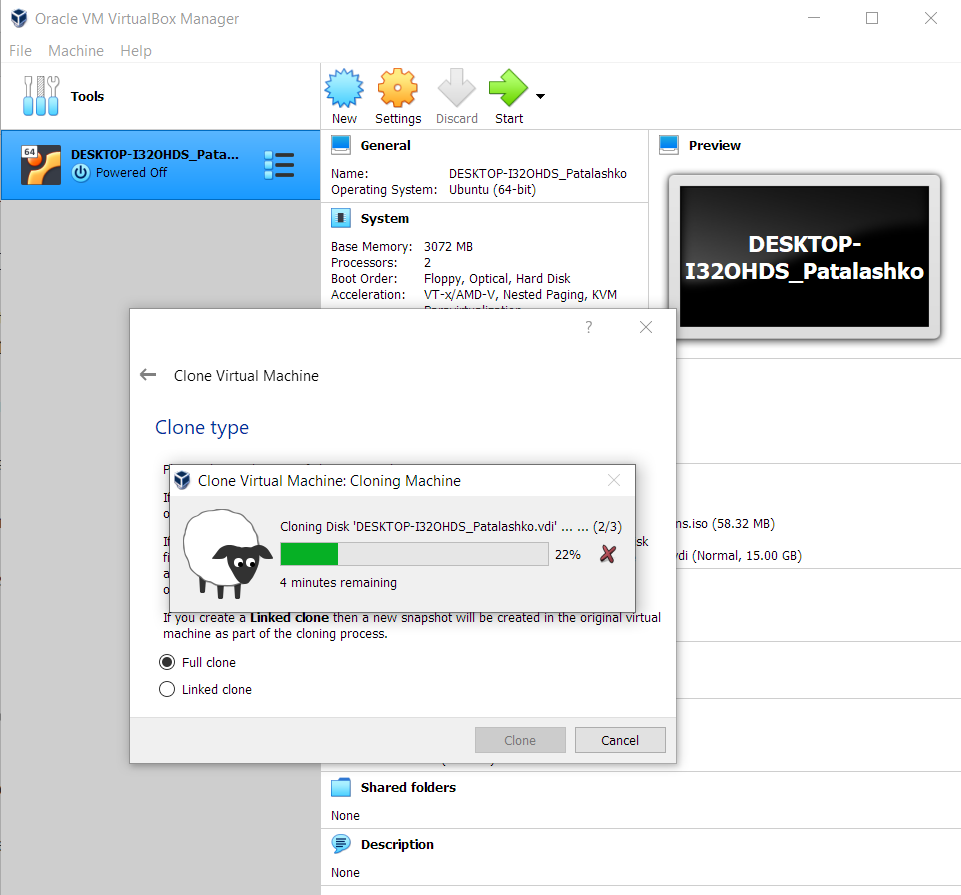 Oracle VM VirtualBox Manager
File Machine Help
Tools
New Settings Discard Start
64
DESKTOP-I32OHDS_Pata...
Powered Off
General
Name: DESKTOP-I32OHDS_Patalashko
Operating System: Ubuntu (64-bit)
System
Base Memory: 3072 MB
Processors: 2
Boot Order: Floppy, Optical, Hard Disk
Acceleration: VT-x/AMD-V, Nested Paging, KVM
Paravirtualization
Preview
DESKTOP-
I32OHDS_Patalashko
?
Clone Virtual Machine
Clone type
Clone Virtual Machine: Cloning Machine
Cloning Disk 'DESKTOP-I32OHDS_Patalashko.vdi' ... ... (2/3)
22%
4 minutes remaining
If you create a Linked clone then a new snapshot will be created in the original virtual
machine as part of the cloning process.
Full clone
Linked clone
Clone Cancel
ns.iso (58.32 MB)
vdi (Normal, 15.00 GB)
Shared folders
None
Description
None